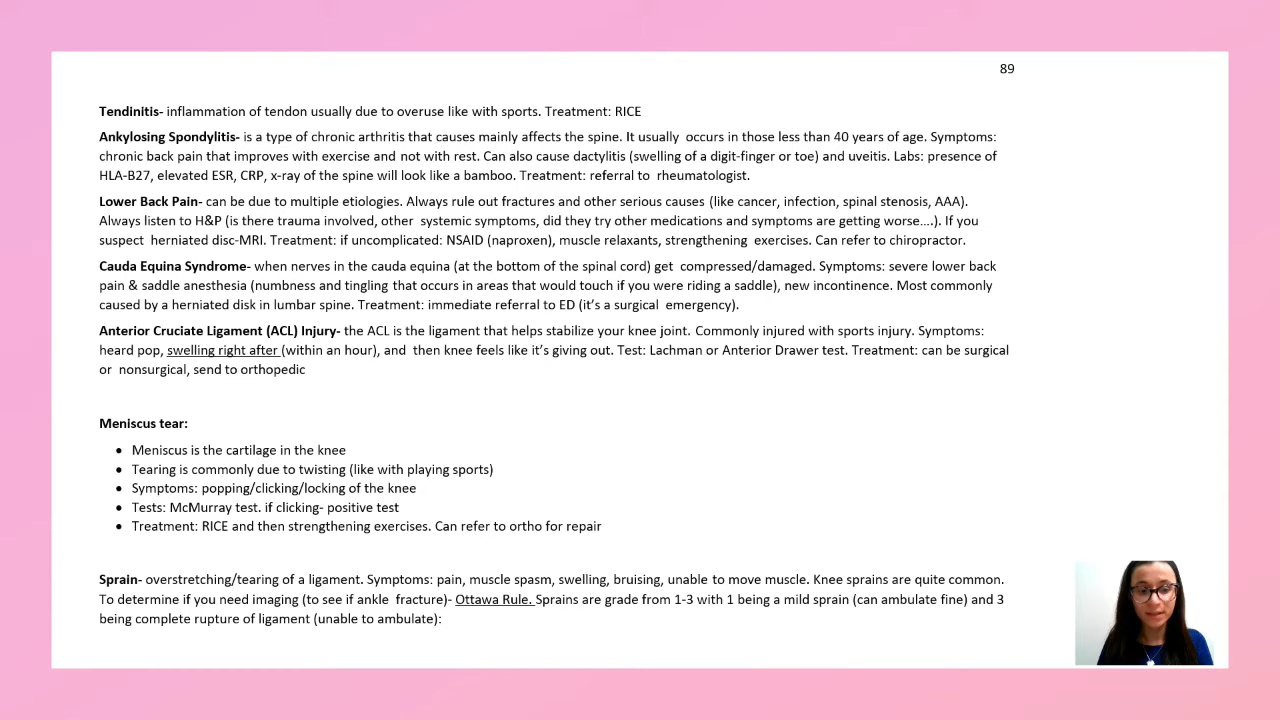 89
Tendinitis- inflammation of tendon usually due to overuse like with sports. Treatment: RICE
Ankylosing Spondylitis- is a type of chronic arthritis that causes mainly affects the spine. It usually occurs in those less than 40 years of age. Symptoms:
chronic back pain that improves with exercise and not with rest. Can also cause dactylitis (swelling of a digit-finger or toe) and uveitis. Labs: presence of
HLA-B27, elevated ESR, CRP, x-ray of the spine will look like a bamboo. Treatment: referral to rheumatologist.
Lower Back Pain- can be due to multiple etiologies. Always rule out fractures and other serious causes (like cancer, infection, spinal stenosis, AAA).
Always listen to H&P (is there trauma involved, other systemic symptoms, did they try other medications and symptoms are getting worse....). If you
suspect herniated disc-MRI. Treatment: if uncomplicated: NSAID (naproxen), muscle relaxants, strengthening exercises. Can refer to chiropractor.
Cauda Equina Syndrome- when nerves in the cauda equina (at the bottom of the spinal cord) get compressed/damaged. Symptoms: severe lower back
pain & saddle anesthesia (numbness and tingling that occurs in areas that would touch if you were riding a saddle), new incontinence. Most commonly
caused by a herniated disk in lumbar spine. Treatment: immediate referral to ED (it's a surgical emergency).
Anterior Cruciate Ligament (ACL) Injury- the ACL is the ligament that helps stabilize your knee joint. Commonly injured with sports injury. Symptoms:
heard pop, swelling right after (within an hour), and then knee feels like it's giving out. Test: Lachman or Anterior Drawer test. Treatment: can be surgical
or nonsurgical, send to orthopedic
Meniscus tear:
• Meniscus is the cartilage in the knee
• Tearing is commonly due to twisting (like with playing sports)
• Symptoms: popping/clicking/locking of the knee
• Tests: McMurray test. if clicking- positive test
• Treatment: RICE and then strengthening exercises. Can refer to ortho for repair
Sprain- overstretching/tearing of a ligament. Symptoms: pain, muscle spasm, swelling, bruising, unable to move muscle. Knee sprains are quite common.
To determine if you need imaging (to see if ankle fracture)- Ottawa Rule. Sprains are grade from 1-3 with 1 being a mild sprain (can ambulate fine) and 3
being complete rupture of ligament (unable to ambulate):